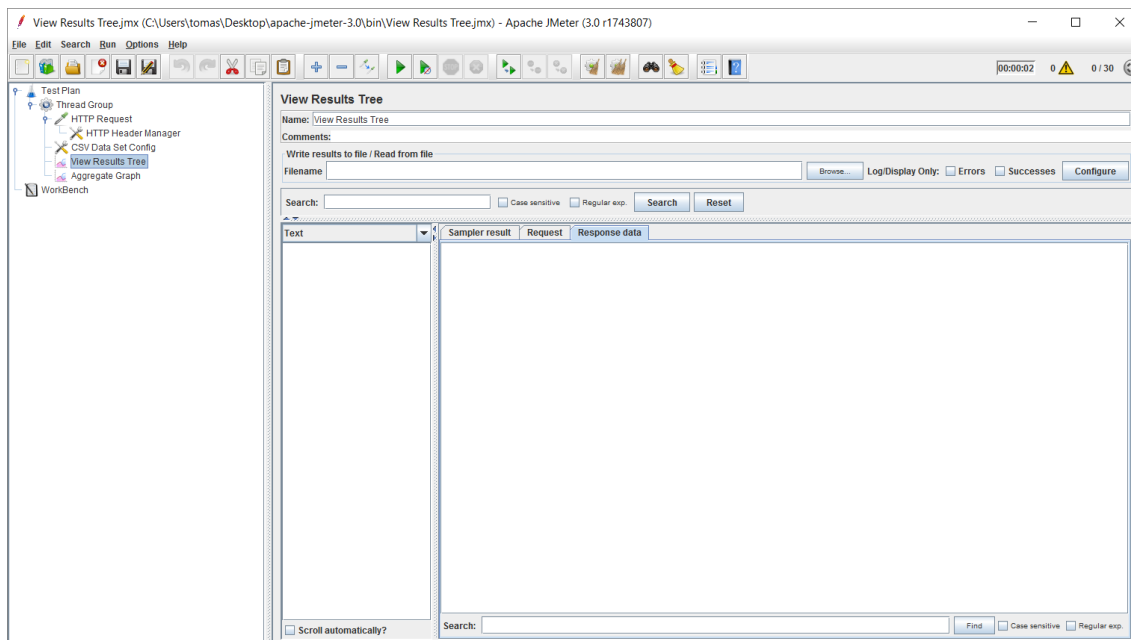 View Results Tree.jmx (C:\Users\tomas\Desktop\apache-jmeter-3.0\bin\View Results Tree.jmx) - Apache JMeter (3.0 r1743807)
File Edit Search Run Options Help
00:00:02 0 0 / 30
Test Plan
Thread Group
HTTP Request
HTTP Header Manager
CSV Data Set Config
View Results Tree
Aggregate Graph
WorkBench
View Results Tree
Name: View Results Tree
Comments:
Write results to file / Read from file
Filename Browse... Log/Display Only: Errors Successes Configure
Search: Case sensitive Regular exp. Search Reset
Text
Sampler result Request Response data
Scroll automatically?
Search: Find Case sensitive Regular exp.